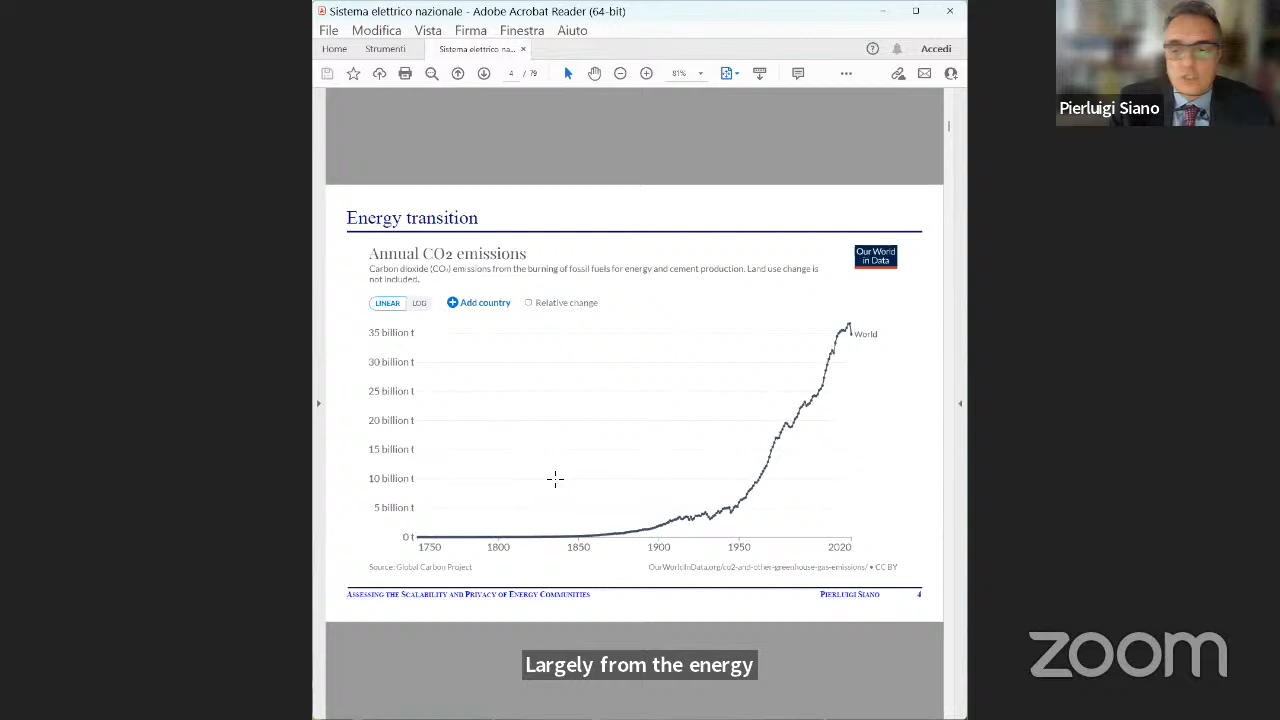 Sistema elettrico nazionale - Adobe Acrobat Reader (64-bit)
File Modifica Vista Firma Finestra Aiuto
Home Strumenti Sistema elettrico na... Accedi
4 / 79 81%
Pierluigi Siano
Energy transition
Annual CO2 emissions
Our World in Data
Carbon dioxide (CO₂) emissions from the burning of fossil fuels for energy and cement production. Land use change is
not included.
LINEAR LOG Add country Relative change
35 billion t
World
30 billion t
25 billion t
20 billion t
15 billion t
10 billion t
5 billion t
0 t
1750 1800 1850 1900 1950 2020
Source: Global Carbon Project OurWorldInData.org/co2-and-other-greenhouse-gas-emissions/ • CC BY
ASSESSING THE SCALABILITY AND PRIVACY OF ENERGY COMMUNITIES PIERLUIGI SIANO 4
Largely from the energy
zoom